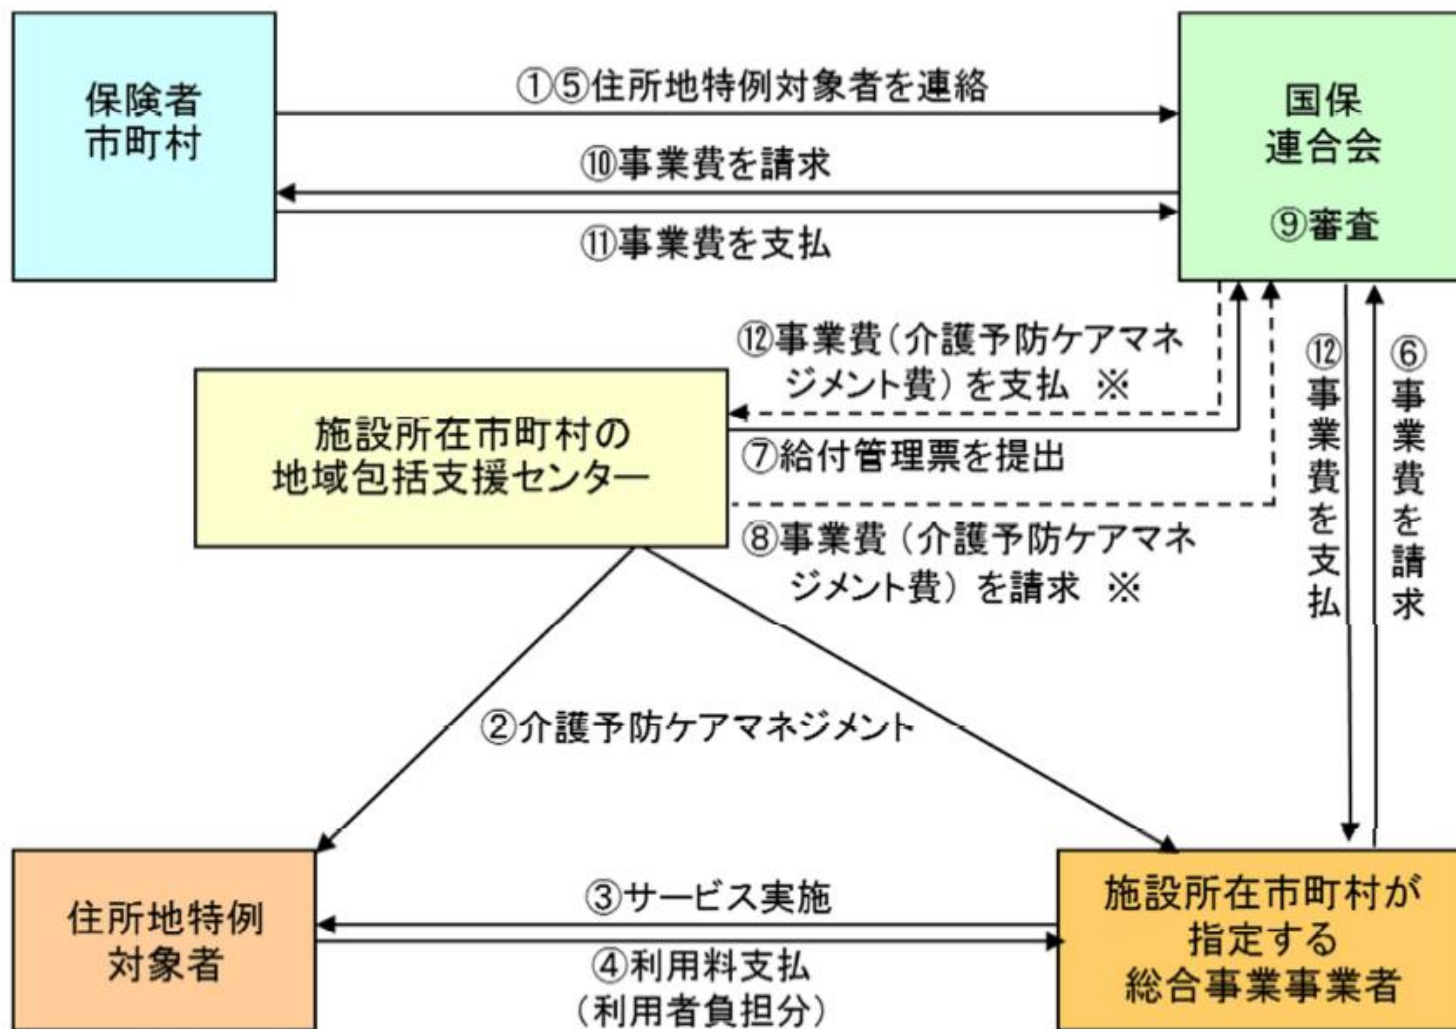 保険者
市町村
①⑤住所地特例対象者を連絡
⑩事業費を請求
⑪事業費を支払
国保
連合会
⑨審査
⑫事業費(介護予防ケアマネ
ジメント費)を支払 ※
⑦給付管理票を提出
⑧事業費(介護予防ケアマネ
ジメント費)を請求 ※
施設所在市町村の
地域包括支援センター
⑫事業費を支払
⑥事業費を請求
②介護予防ケアマネジメント
住所地特例
対象者
③サービス実施
④利用料支払
(利用者負担分)
施設所在市町村が
指定する
総合事業事業者